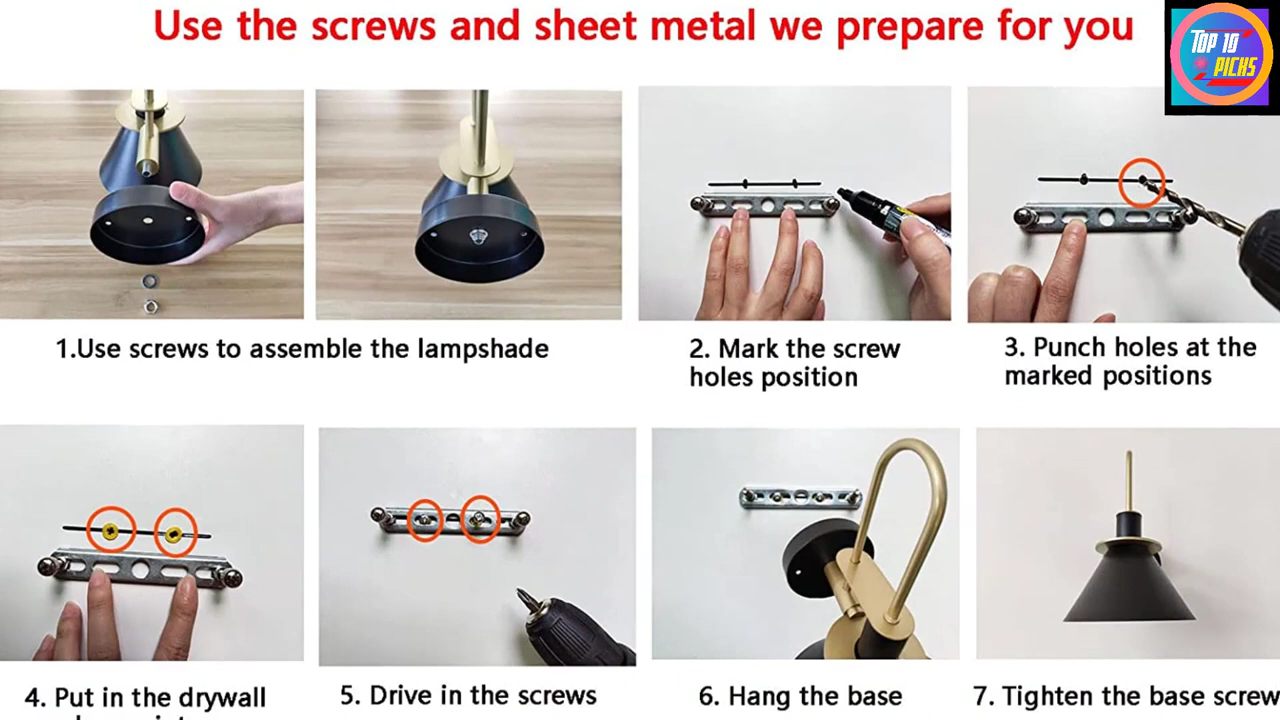 Use the screws and sheet metal we prepare for you
TOP 10
PICKS
1.Use screws to assemble the lampshade
2. Mark the screw
holes position
3. Punch holes at the
marked positions
4. Put in the drywall
5. Drive in the screws
6. Hang the base
7. Tighten the base screw